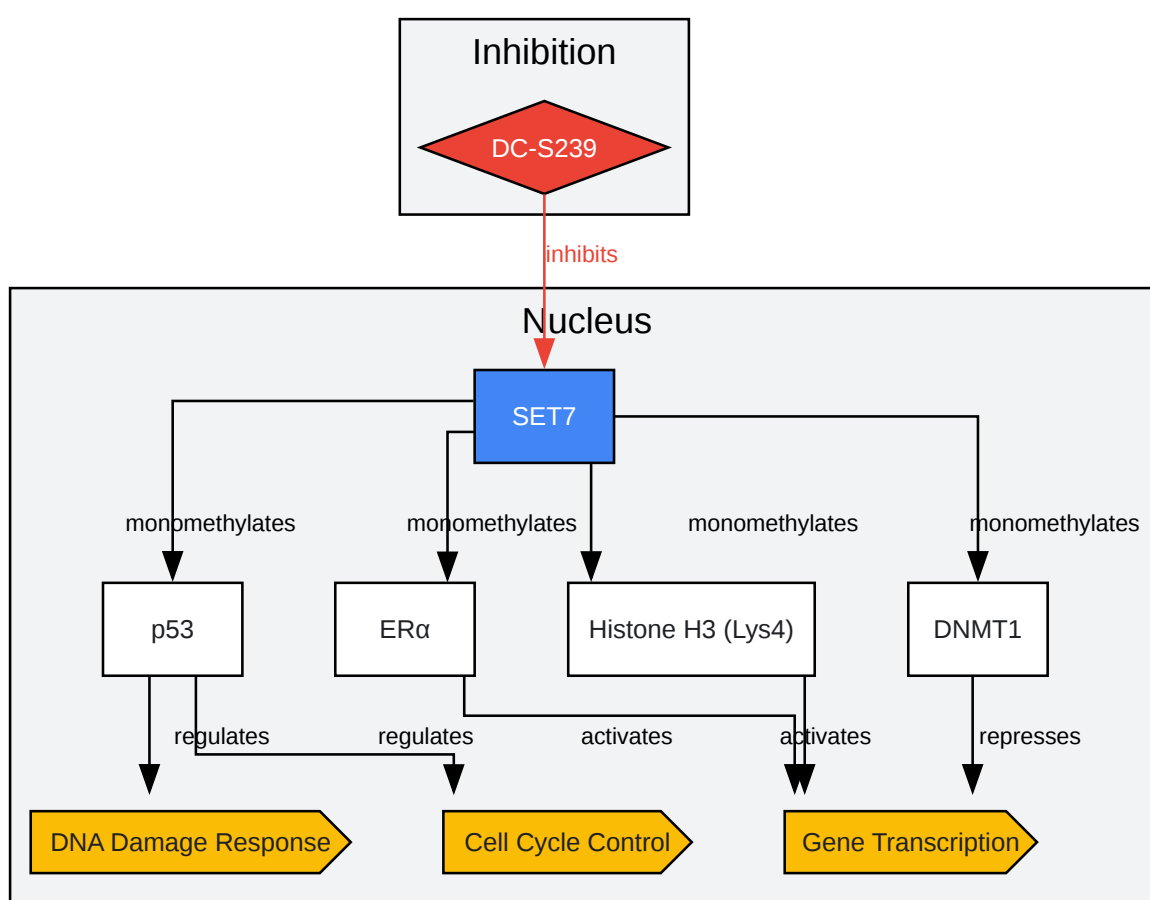 Inhibition
DC-S239
inhibits
Nucleus
SET7
monomethylates
monomethylates
monomethylates
monomethylates
p53
ERα
Histone H3 (Lys4)
DNMT1
regulates
regulates
activates
activates
represses
DNA Damage Response
Cell Cycle Control
Gene Transcription